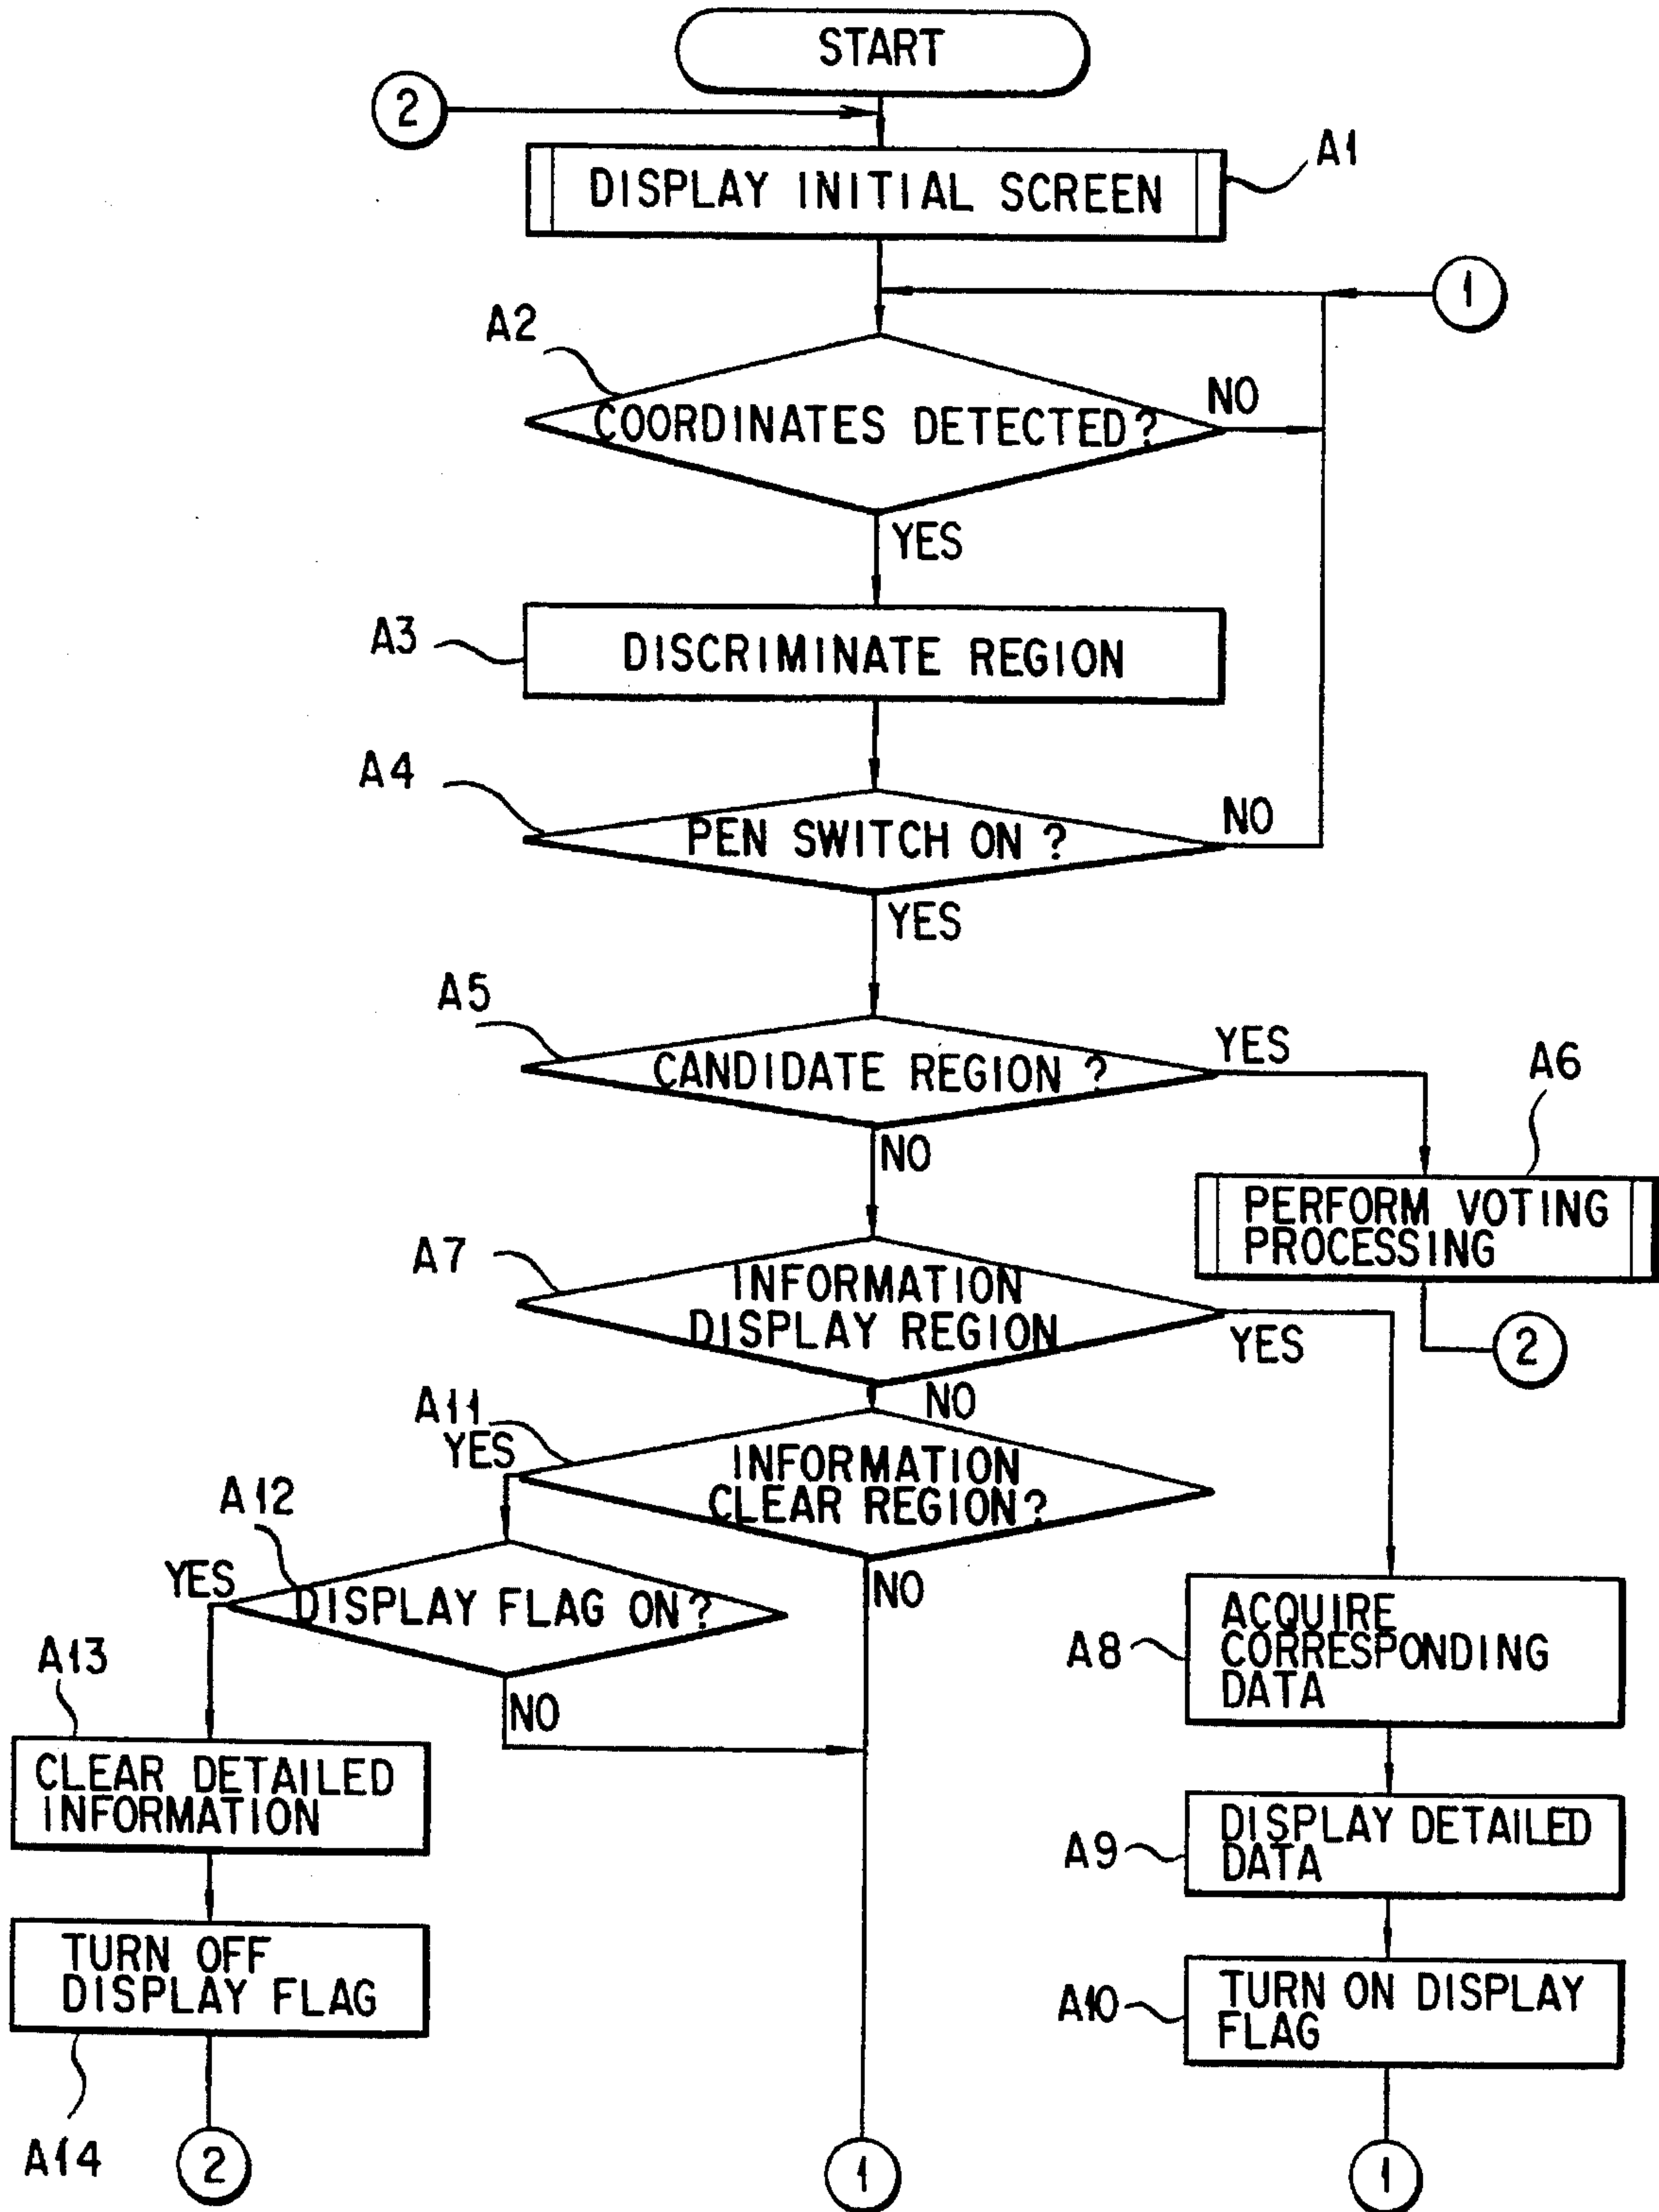 START
2
DISPLAY INITIAL SCREEN
A1
1
A2
COORDINATES DETECTED?
NO
YES
A3
DISCRIMINATE REGION
A4
PEN SWITCH ON ?
NO
YES
A5
CANDIDATE REGION ?
YES
NO
A6
PERFORM VOTING
PROCESSING
2
A7
INFORMATION
DISPLAY REGION
YES
NO
A11
YES
INFORMATION
CLEAR REGION?
NO
A12
YES
DISPLAY FLAG ON?
NO
A8
ACQUIRE
CORRESPONDING
DATA
A13
CLEAR DETAILED
INFORMATION
A9
DISPLAY DETAILED
DATA
TURN OFF
DISPLAY FLAG
A10
TURN ON DISPLAY
FLAG
A14
2
1
1